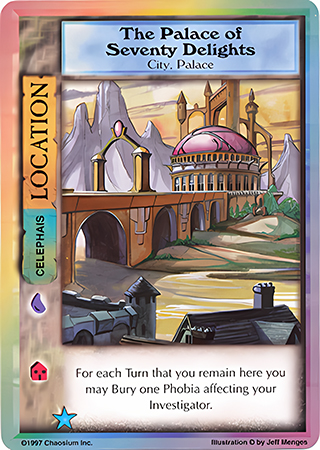 The Palace of
Seventy Delights
City, Palace
LOCATION
CELEPHAIS
For each Turn that you remain here you
may Bury one Phobia affecting your
Investigator.
©1997 Chaosium Inc.
Illustration © by Jeff Menges